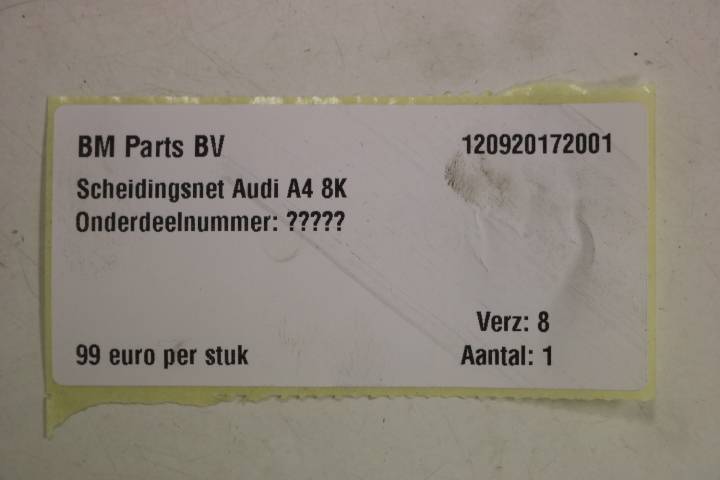 BM Parts BV 120920172001
Scheidingsnet Audi A4 8K
Onderdeelnummer: ?????
Verz: 8
99 euro per stuk Aantal: 1